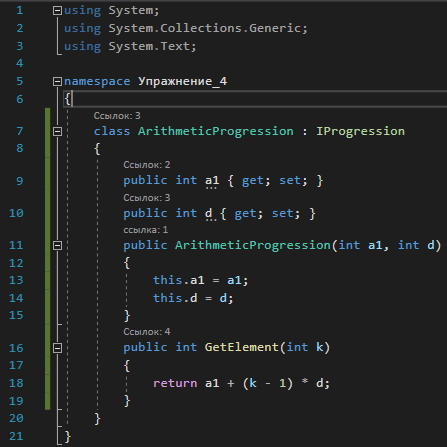 1 using System;
2 using System.Collections.Generic;
3 using System.Text;
4
5 namespace Упражнение_4
6 {
Ссылок: 3
7 class ArithmeticProgression : IProgression
8 {
Ссылок: 2
9 public int a1 { get; set; }
Ссылок: 3
10 public int d { get; set; }
ссылка: 1
11 public ArithmeticProgression(int a1, int d)
12 {
13 this.a1 = a1;
14 this.d = d;
15 }
Ссылок: 4
16 public int GetElement(int k)
17 {
18 return a1 + (k - 1) * d;
19 }
20 }
21 }